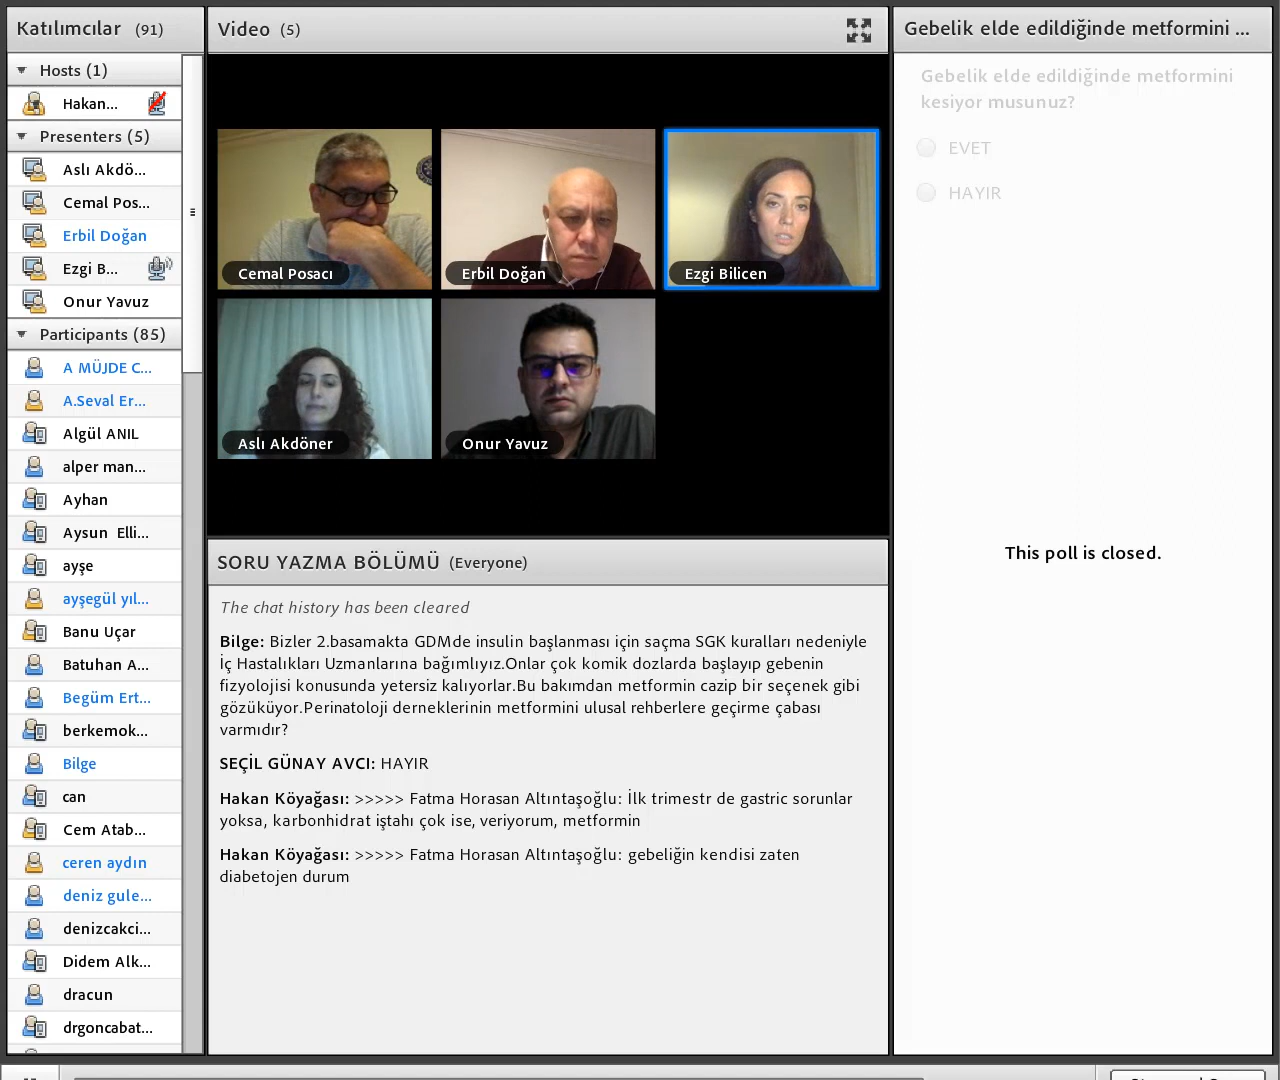 Katılımcılar (91)
Hosts (1)
Hakan...
Presenters (5)
Aslı Akdö...
Cemal Pos...
Erbil Doğan
Ezgi B...
Onur Yavuz
Participants (85)
A MÜJDE C...
A.Seval Er...
Algül ANIL
alper man...
Ayhan
Aysun Elli...
ayşe
ayşegül yıl...
Banu Uçar
Batuhan A...
Begüm Ert...
berkemok...
Bilge
can
Cem Atab...
ceren aydın
deniz gule...
denizcakci...
Didem Alk...
dracun
drgoncabat...
Video (5)
Cemal Posacı
Erbil Doğan
Ezgi Bilicen
Aslı Akdöner
Onur Yavuz
SORU YAZMA BÖLÜMÜ (Everyone)
The chat history has been cleared
Bilge: Bizler 2.basamakta GDMde insulin başlanması için saçma SGK kuralları nedeniyle
İç Hastalıkları Uzmanlarına bağımlıyız.Onlar çok komik dozlarda başlayıp gebenin
fizyolojisi konusunda yetersiz kalıyorlar.Bu bakımdan metformin cazip bir seçenek gibi
gözüküyor.Perinatoloji derneklerinin metformini ulusal rehberlere geçirme çabası
varmıdır?
SEÇİL GÜNAY AVCI: HAYIR
Hakan Köyağası: >>>>> Fatma Horasan Altıntaşoğlu: İlk trimestr de gastric sorunlar
yoksa, karbonhidrat iştahı çok ise, veriyorum, metformin
Hakan Köyağası: >>>>> Fatma Horasan Altıntaşoğlu: gebeliğin kendisi zaten
diabetojen durum
Gebelik elde edildiğinde metformini ...
Gebelik elde edildiğinde metformini
kesiyor musunuz?
EVET
HAYIR
This poll is closed.